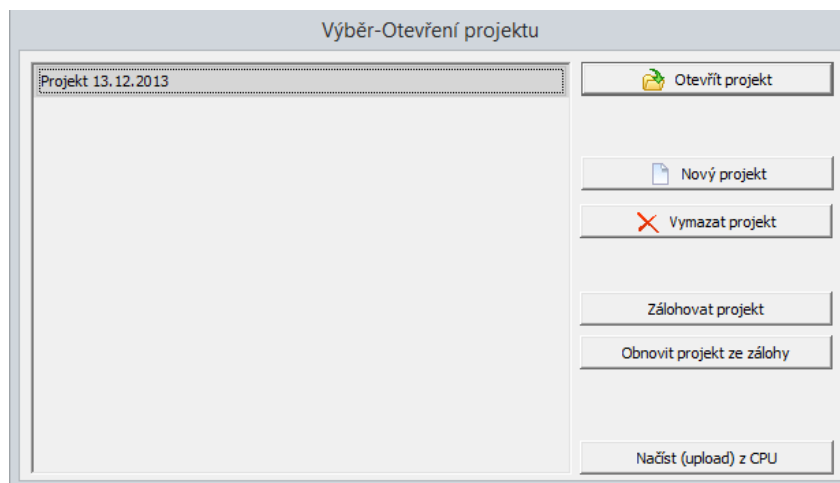 Výběr-Otevření projektu
Projekt 13.12.2013
Otevřít projekt
Nový projekt
Vymazat projekt
Zálohovat projekt
Obnovit projekt ze zálohy
Načíst (upload) z CPU